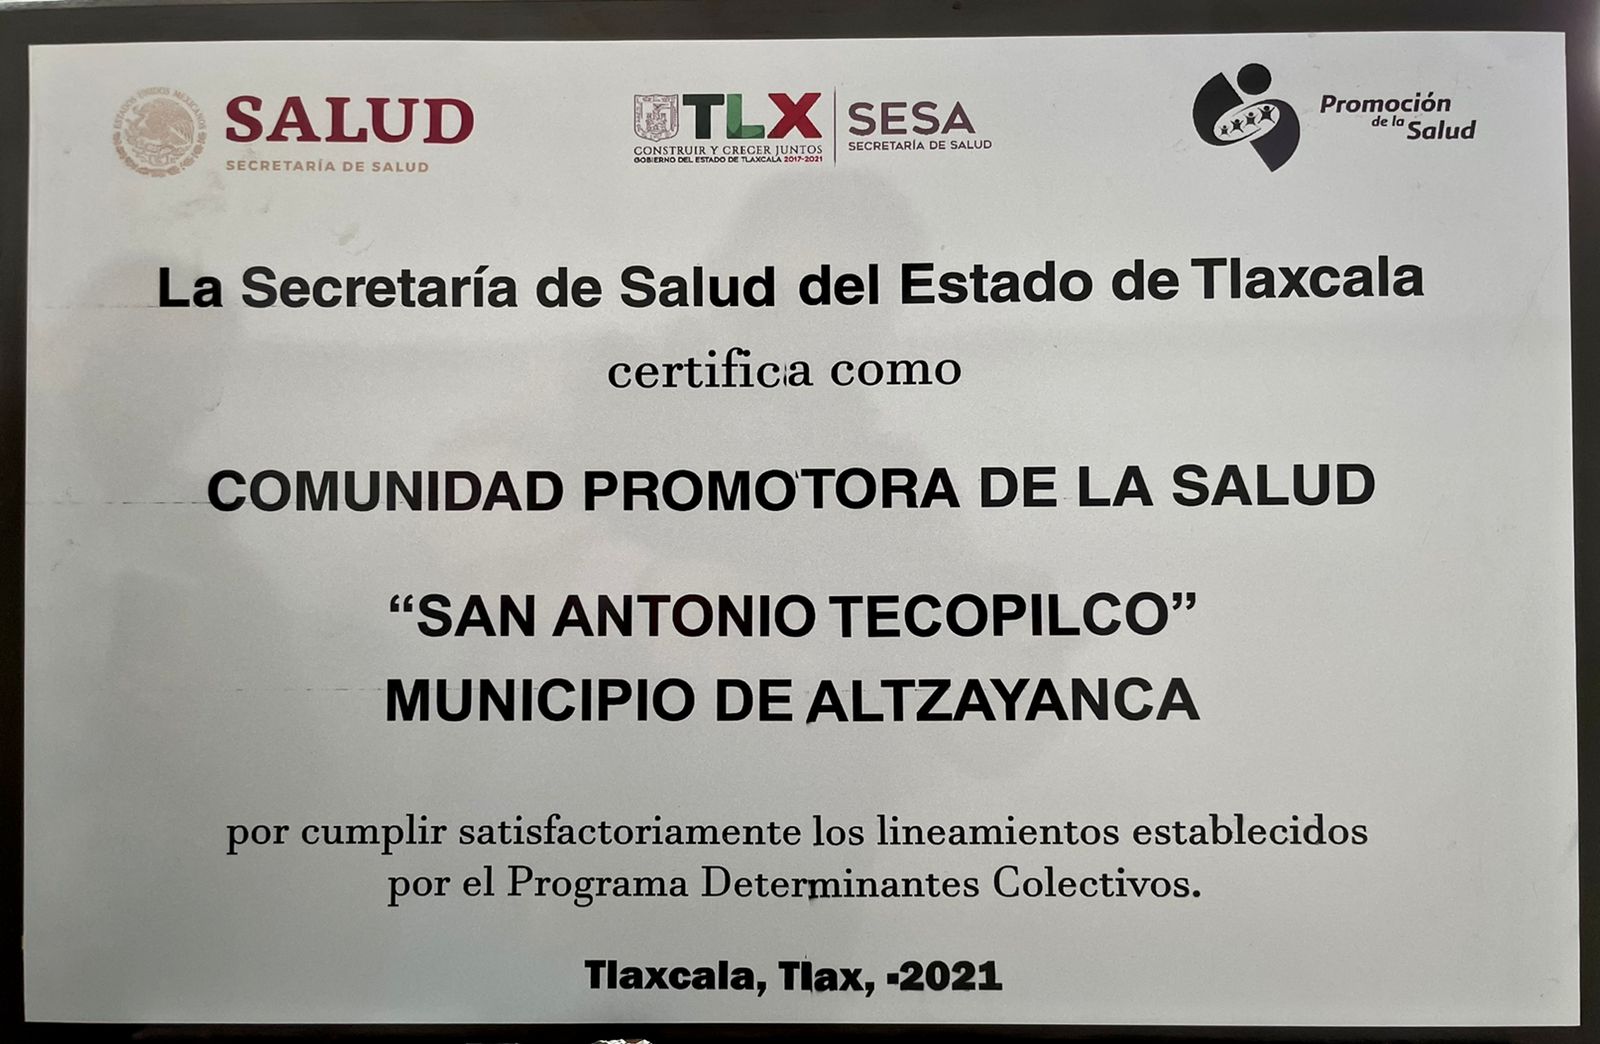 ESTADOS UNIDOS MEXICANOS
SALUD
SECRETARÍA DE SALUD
TLX
CONSTRUIR Y CRECER JUNTOS
GOBIERNO DEL ESTADO DE TLAXCALA 2017-2021
SESA
SECRETARÍA DE SALUD
Promoción
de la
Salud
La Secretaría de Salud del Estado de Tlaxcala
certifica como
COMUNIDAD PROMOTORA DE LA SALUD
“SAN ANTONIO TECOPILCO”
MUNICIPIO DE ALTZAYANCA
por cumplir satisfactoriamente los lineamientos establecidos
por el Programa Determinantes Colectivos.
Tlaxcala, Tlax, -2021